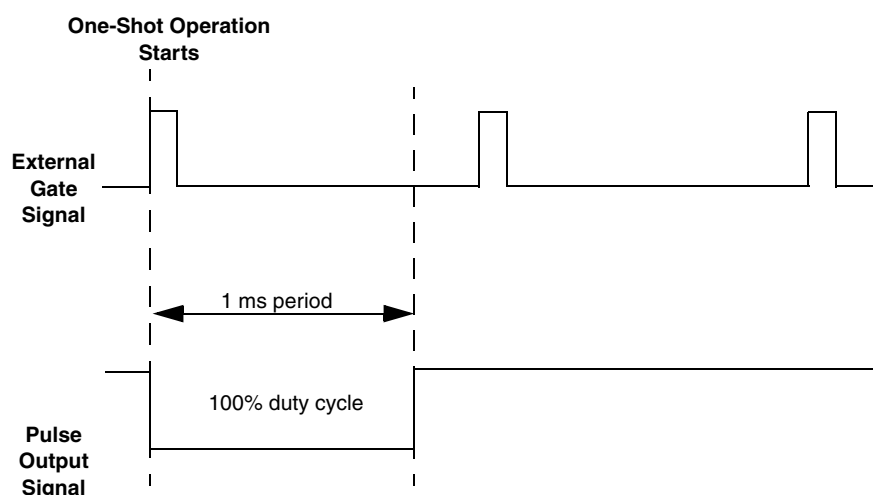 One-Shot Operation
Starts
External
Gate
Signal
1 ms period
100% duty cycle
Pulse
Output
Signal